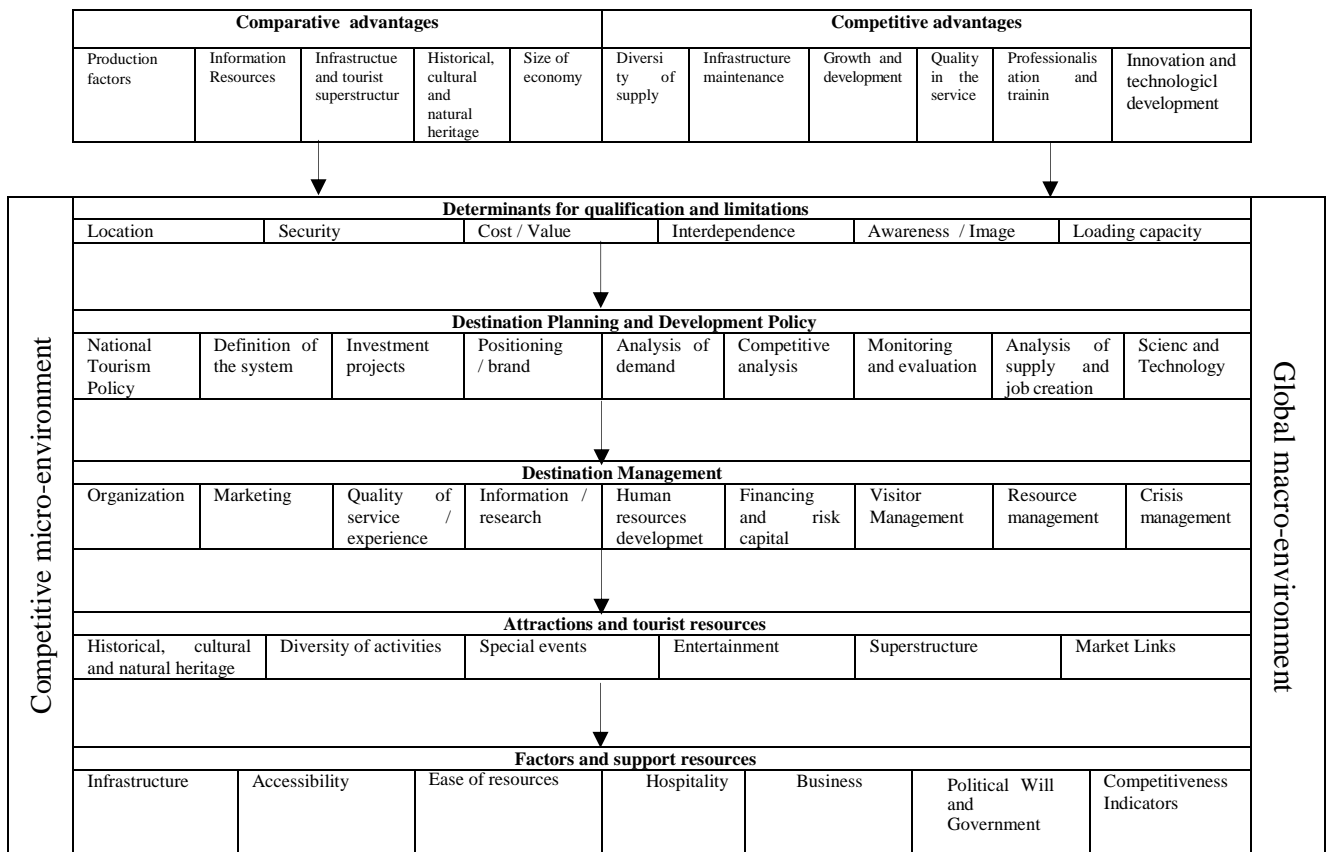 Comparative advantages
Competitive advantages
Production
factors
Information
Resources
Infrastructue
and tourist
superstructur
Historical,
cultural
and
natural
heritage
Size of
economy
Diversi
ty of
supply
Infrastructure
maintenance
Growth and
development
Quality
in the
service
Professionalis
ation and
trainin
Innovation and
technologicl
development
Competitive micro-environment
Determinants for qualification and limitations
Location
Security
Cost / Value
Interdependence
Awareness / Image
Loading capacity
Destination Planning and Development Policy
National
Tourism
Policy
Definition of
the system
Investment
projects
Positioning
/ brand
Analysis of
demand
Competitive
analysis
Monitoring
and evaluation
Analysis of
supply and
job creation
Scienc and
Technology
Destination Management
Organization
Marketing
Quality of
service /
experience
Information /
research
Human
resources
developmet
Financing
and risk
capital
Visitor
Management
Resource
management
Crisis
management
Attractions and tourist resources
Historical, cultural
and natural heritage
Diversity of activities
Special events
Entertainment
Superstructure
Market Links
Factors and support resources
Infrastructure
Accessibility
Ease of resources
Hospitality
Business
Political Will
and
Government
Competitiveness
Indicators
Global macro-environment